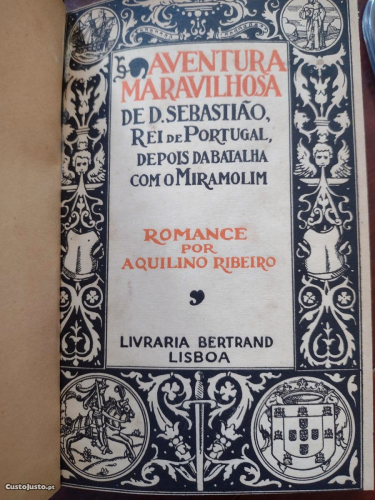 AVENTURA
MARAVILHOSA
DE D. SEBASTIÃO,
REI DE PORTUGAL,
DEPOIS DA BATALHA
COM O MIRAMOLIM
ROMANCE
POR
AQUILINO RIBEIRO
LIVRARIA BERTRAND
LISBOA
CustoJusto.pt